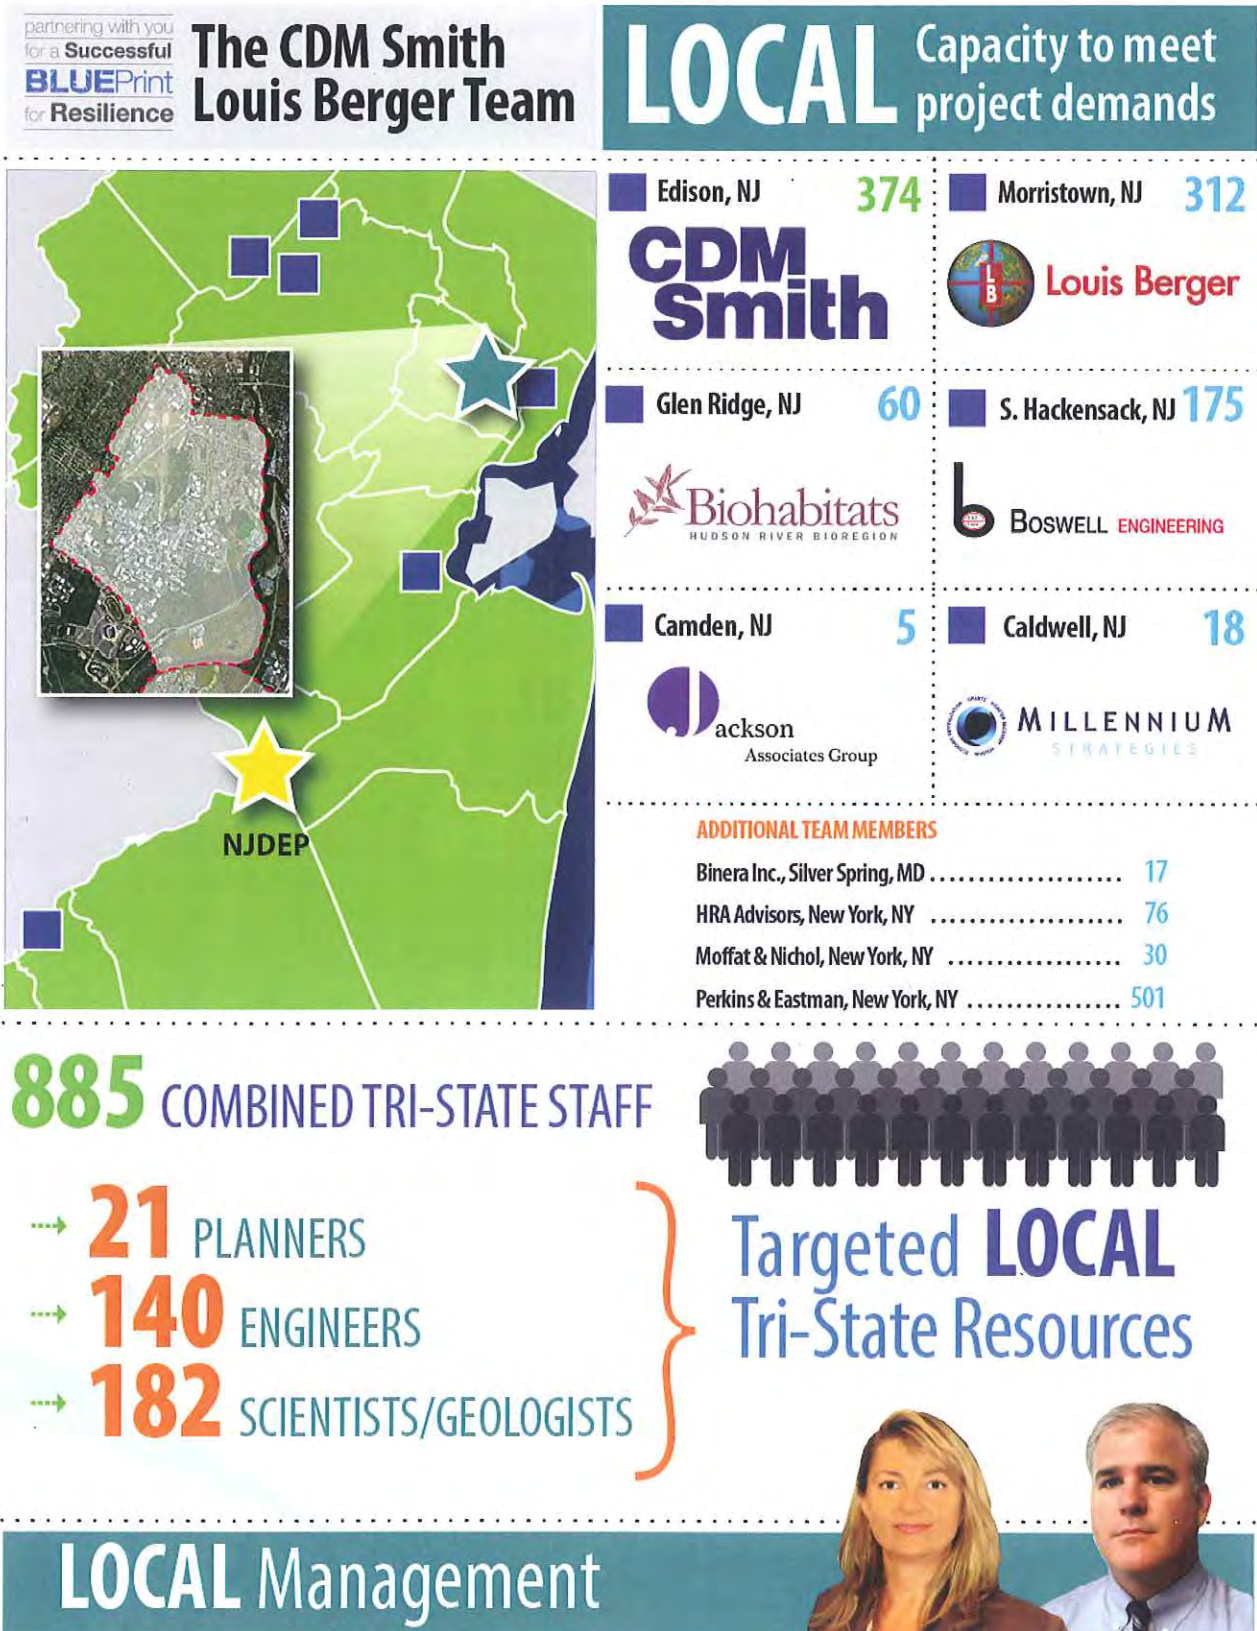 partnering with you
for a Successful
BLUEPrint
for Resilience
The CDM Smith
Louis Berger Team
LOCAL
Capacity to meet
project demands
Edison, NJ 374
CDM
Smith
Morristown, NJ 312
LB
Louis Berger
Glen Ridge, NJ 60
Biohabitats
HUDSON RIVER BIOREGION
S. Hackensack, NJ 175
b
BOSWELL ENGINEERING
Camden, NJ 5
Jackson
Associates Group
Caldwell, NJ 18
MILLENNIUM
STRATEGIES
NJDEP
ADDITIONAL TEAM MEMBERS
Binera Inc., Silver Spring, MD ...................... 17
HRA Advisors, New York, NY ...................... 76
Moffat & Nichol, New York, NY .................... 30
Perkins & Eastman, New York, NY .................. 501
885 COMBINED TRI-STATE STAFF
21 PLANNERS
140 ENGINEERS
182 SCIENTISTS/GEOLOGISTS
Targeted LOCAL
Tri-State Resources
LOCAL Management